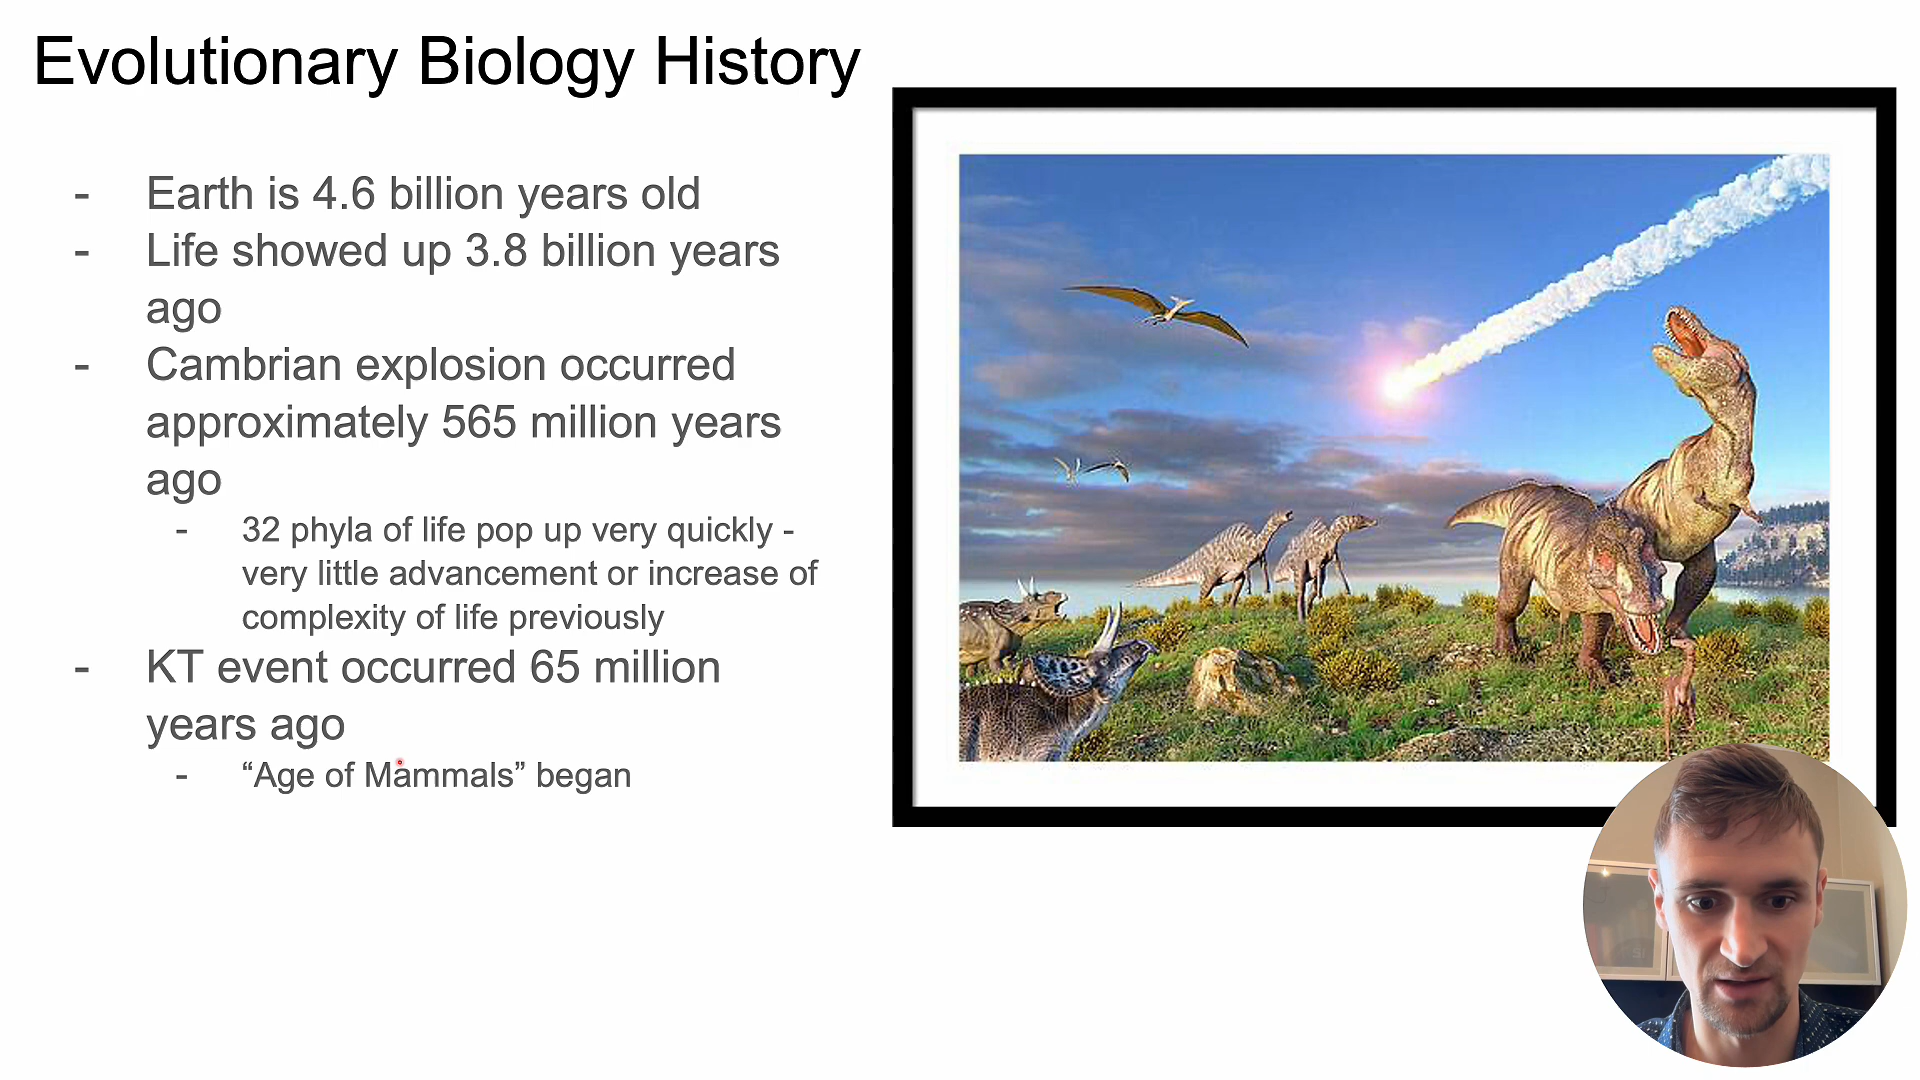 Evolutionary Biology History
- Earth is 4.6 billion years old
- Life showed up 3.8 billion years
ago
- Cambrian explosion occurred
approximately 565 million years
ago
- 32 phyla of life pop up very quickly -
very little advancement or increase of
complexity of life previously
- KT event occurred 65 million
years ago
- “Age of Mammals” began